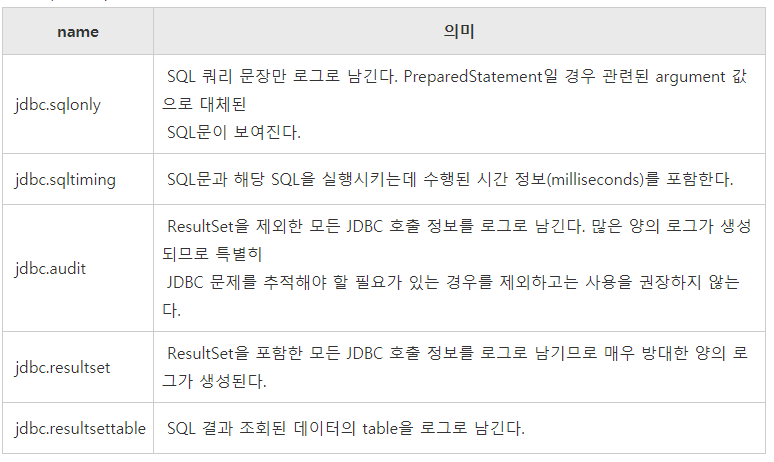 name
의미
jdbc.sqlonly
SQL 쿼리 문장만 로그로 남긴다. PreparedStatement일 경우 관련된 argument 값
으로 대체된
SQL문이 보여진다.
jdbc.sqltiming
SQL문과 해당 SQL을 실행시키는데 수행된 시간 정보(milliseconds)를 포함한다.
jdbc.audit
ResultSet을 제외한 모든 JDBC 호출 정보를 로그로 남긴다. 많은 양의 로그가 생성
되므로 특별히
JDBC 문제를 추적해야 할 필요가 있는 경우를 제외하고는 사용을 권장하지 않는
다.
jdbc.resultset
ResultSet을 포함한 모든 JDBC 호출 정보를 로그로 남기므로 매우 방대한 양의 로
그가 생성된다.
jdbc.resultsettable
SQL 결과 조회된 데이터의 table을 로그로 남긴다.